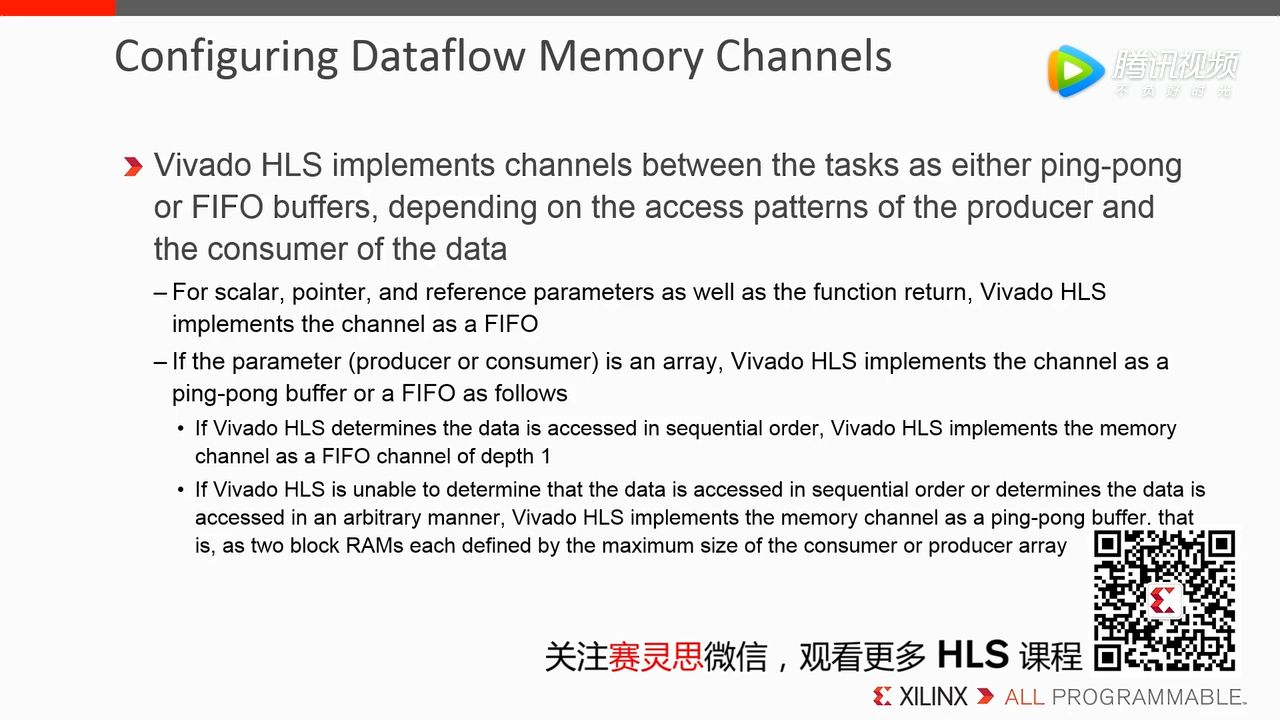 Configuring Dataflow Memory Channels
腾讯视频
不负好时光
Vivado HLS implements channels between the tasks as either ping-pong
or FIFO buffers, depending on the access patterns of the producer and
the consumer of the data
– For scalar, pointer, and reference parameters as well as the function return, Vivado HLS
implements the channel as a FIFO
– If the parameter (producer or consumer) is an array, Vivado HLS implements the channel as a
ping-pong buffer or a FIFO as follows
• If Vivado HLS determines the data is accessed in sequential order, Vivado HLS implements the memory
channel as a FIFO channel of depth 1
• If Vivado HLS is unable to determine that the data is accessed in sequential order or determines the data is
accessed in an arbitrary manner, Vivado HLS implements the memory channel as a ping-pong buffer. that
is, as two block RAMs each defined by the maximum size of the consumer or producer array
关注赛灵思微信，观看更多 HLS 课程
XILINX ALL PROGRAMMABLE™